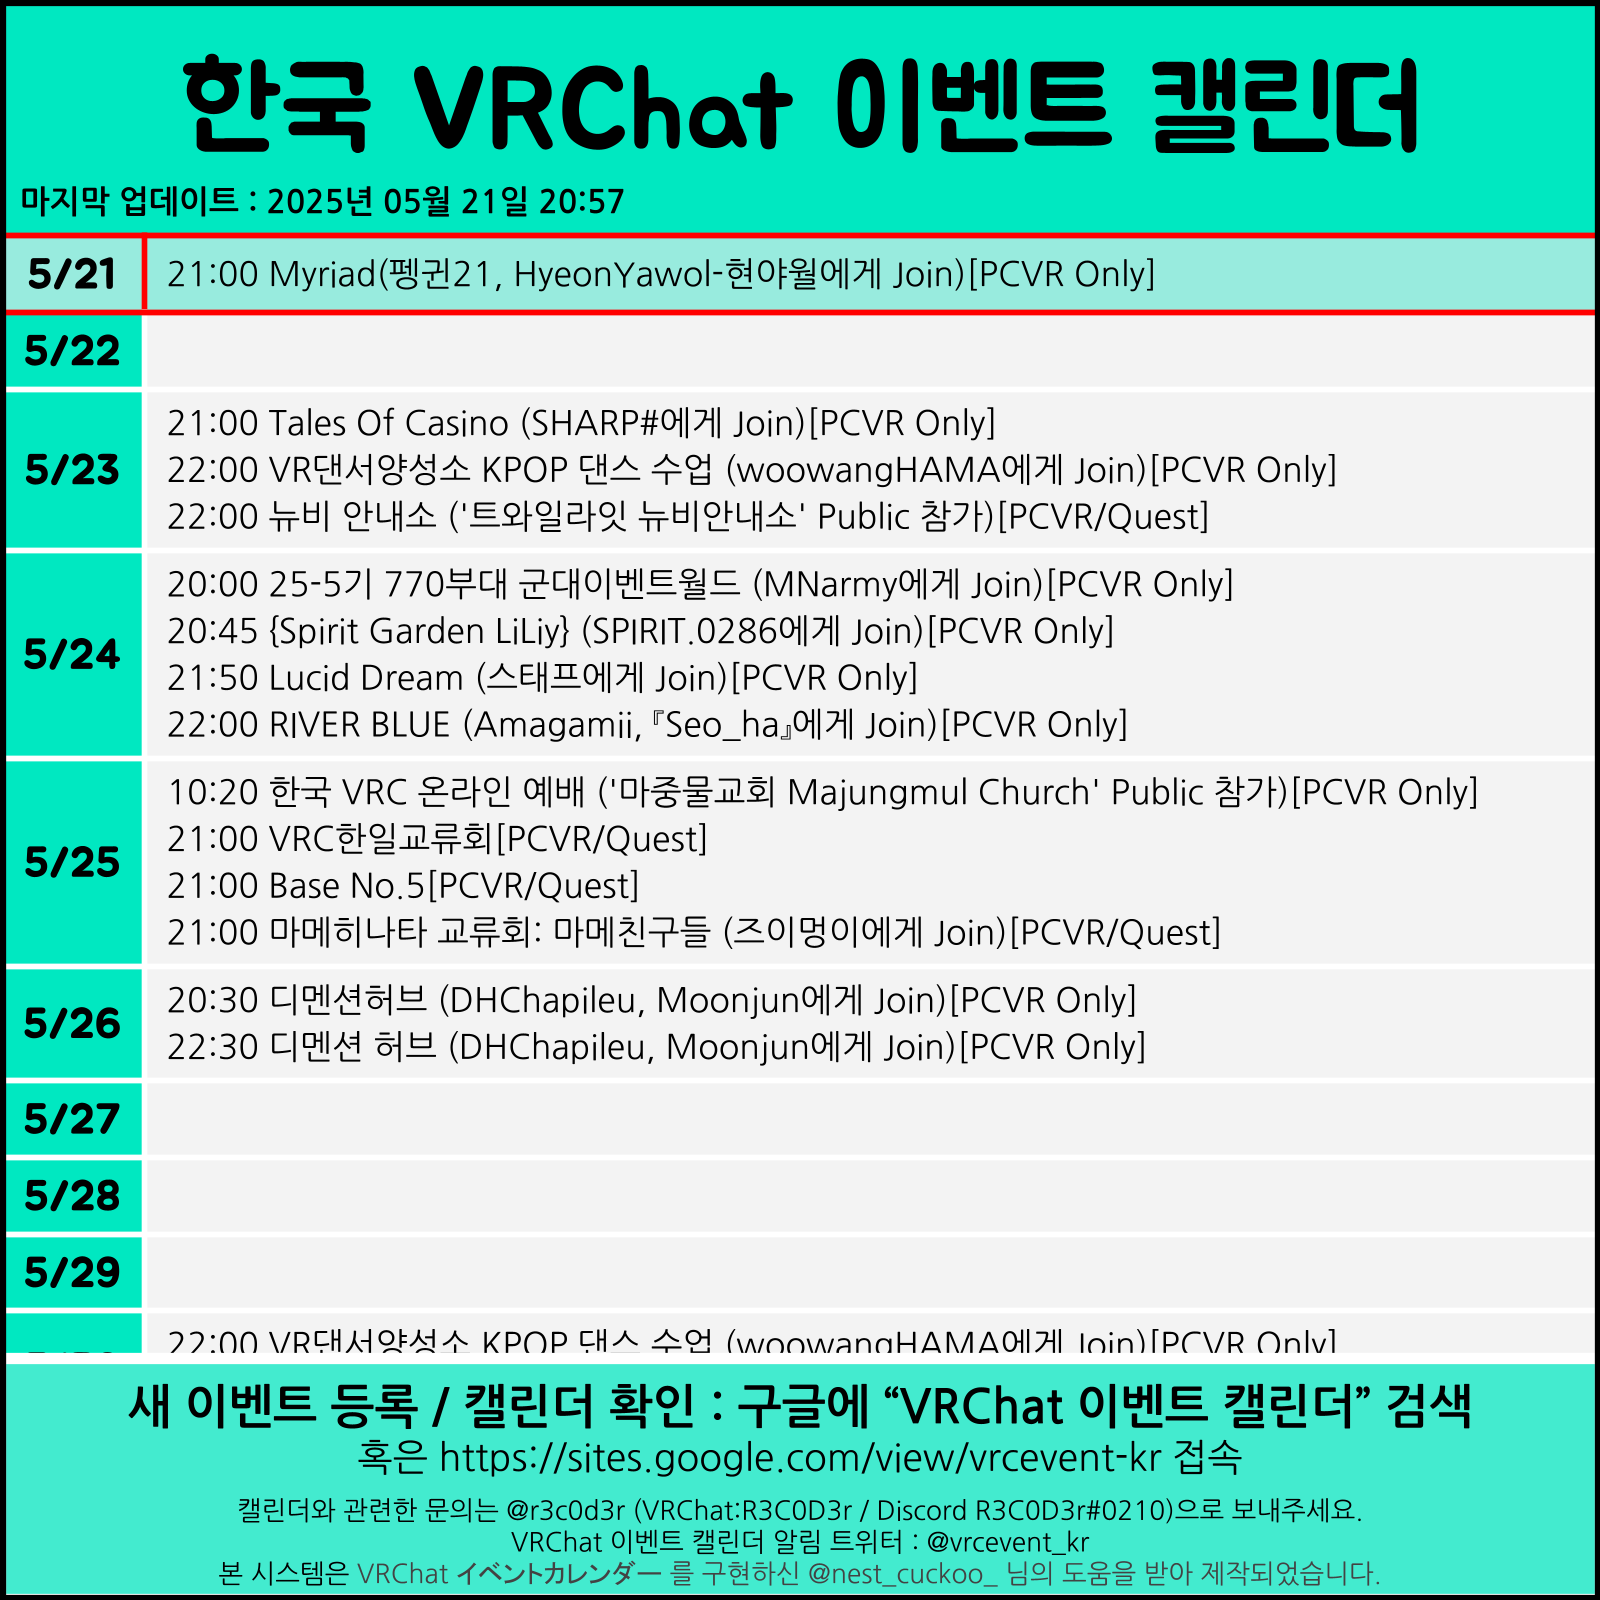 한국 VRChat 이벤트 캘린더
마지막 업데이트 : 2025년 05월 21일 20:57
5/21
21:00 Myriad(펭귄21, HyeonYawol-현야월에게 Join)[PCVR Only]
5/22
5/23
21:00 Tales Of Casino (SHARP#에게 Join)[PCVR Only]
22:00 VR댄서양성소 KPOP 댄스 수업 (woowangHAMA에게 Join)[PCVR Only]
22:00 뉴비 안내소 ('트와일라잇 뉴비안내소' Public 참가)[PCVR/Quest]
5/24
20:00 25-5기 770부대 군대이벤트월드 (MNarmy에게 Join)[PCVR Only]
20:45 {Spirit Garden LiLiy} (SPIRIT.0286에게 Join)[PCVR Only]
21:50 Lucid Dream (스태프에게 Join)[PCVR Only]
22:00 RIVER BLUE (Amagamii, 『Seo_ha』에게 Join)[PCVR Only]
5/25
10:20 한국 VRC 온라인 예배 ('마중물교회 Majungmul Church' Public 참가)[PCVR Only]
21:00 VRC한일교류회[PCVR/Quest]
21:00 Base No.5[PCVR/Quest]
21:00 마메히나타 교류회: 마메친구들 (즈이멍이에게 Join)[PCVR/Quest]
5/26
20:30 디멘션허브 (DHChapileu, Moonjun에게 Join)[PCVR Only]
22:30 디멘션 허브 (DHChapileu, Moonjun에게 Join)[PCVR Only]
5/27
5/28
5/29
22:00 VR댄서양성소 KPOP 댄스 수업 (woowangHAMA에게 Join)[PCVR Only]
새 이벤트 등록 / 캘린더 확인 : 구글에 “VRChat 이벤트 캘린더” 검색
혹은 https://sites.google.com/view/vrcevent-kr 접속
캘린더와 관련한 문의는 @r3c0d3r (VRChat:R3C0D3r / Discord R3C0D3r#0210)으로 보내주세요.
VRChat 이벤트 캘린더 알림 트위터 : @vrcevent_kr
본 시스템은 VRChat イベントカレンダー 를 구현하신 @nest_cuckoo_ 님의 도움을 받아 제작되었습니다.